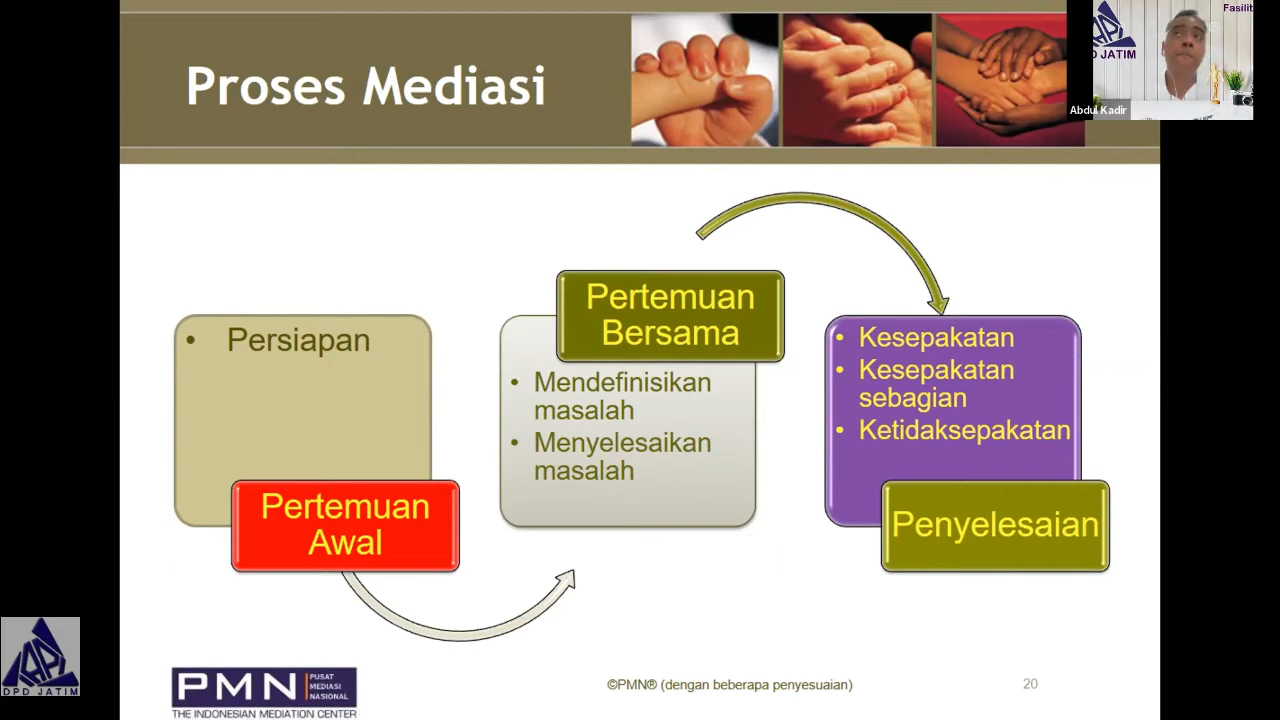 Proses Mediasi
Fasilit
DPD JATIM
Abdul Kadir
• Persiapan
Pertemuan
Awal
Pertemuan
Bersama
• Mendefinisikan
masalah
• Menyelesaikan
masalah
• Kesepakatan
• Kesepakatan
sebagian
• Ketidaksepakatan
Penyelesaian
DPD JATIM
PMN
PUSAT
MEDIASI
NASIONAL
THE INDONESIAN MEDIATION CENTER
©PMN® (dengan beberapa penyesuaian)
20